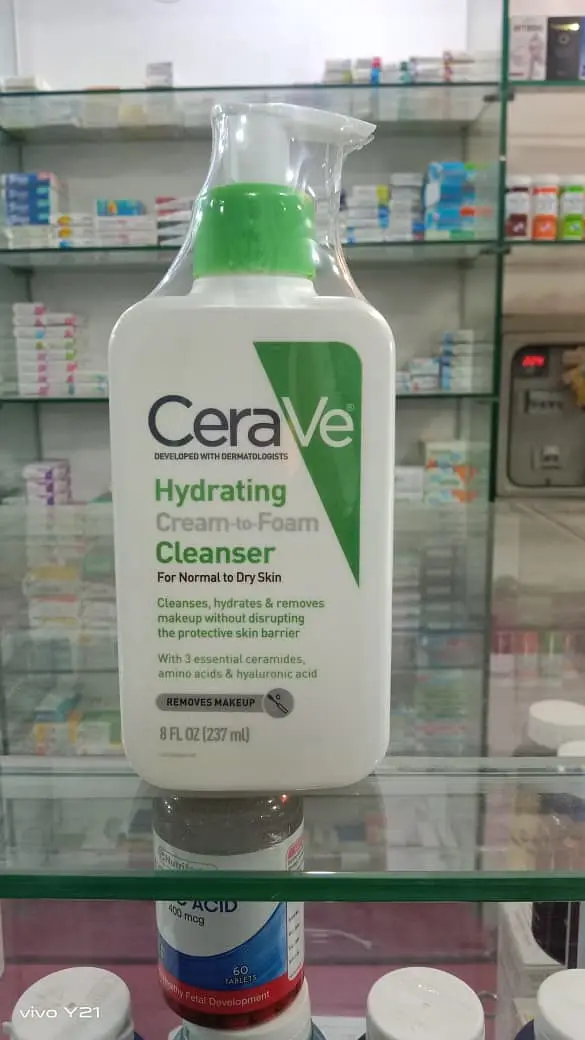 CeraVe®
DEVELOPED WITH DERMATOLOGISTS
Hydrating
Cream-to-Foam
Cleanser
For Normal to Dry Skin
Cleanses, hydrates & removes
makeup without disrupting
the protective skin barrier
With 3 essential ceramides,
amino acids & hyaluronic acid
REMOVES MAKEUP
8 FL OZ (237 mL)
ACID
400 mcg
60
TABLETS
Fetal Development
vivo Y21